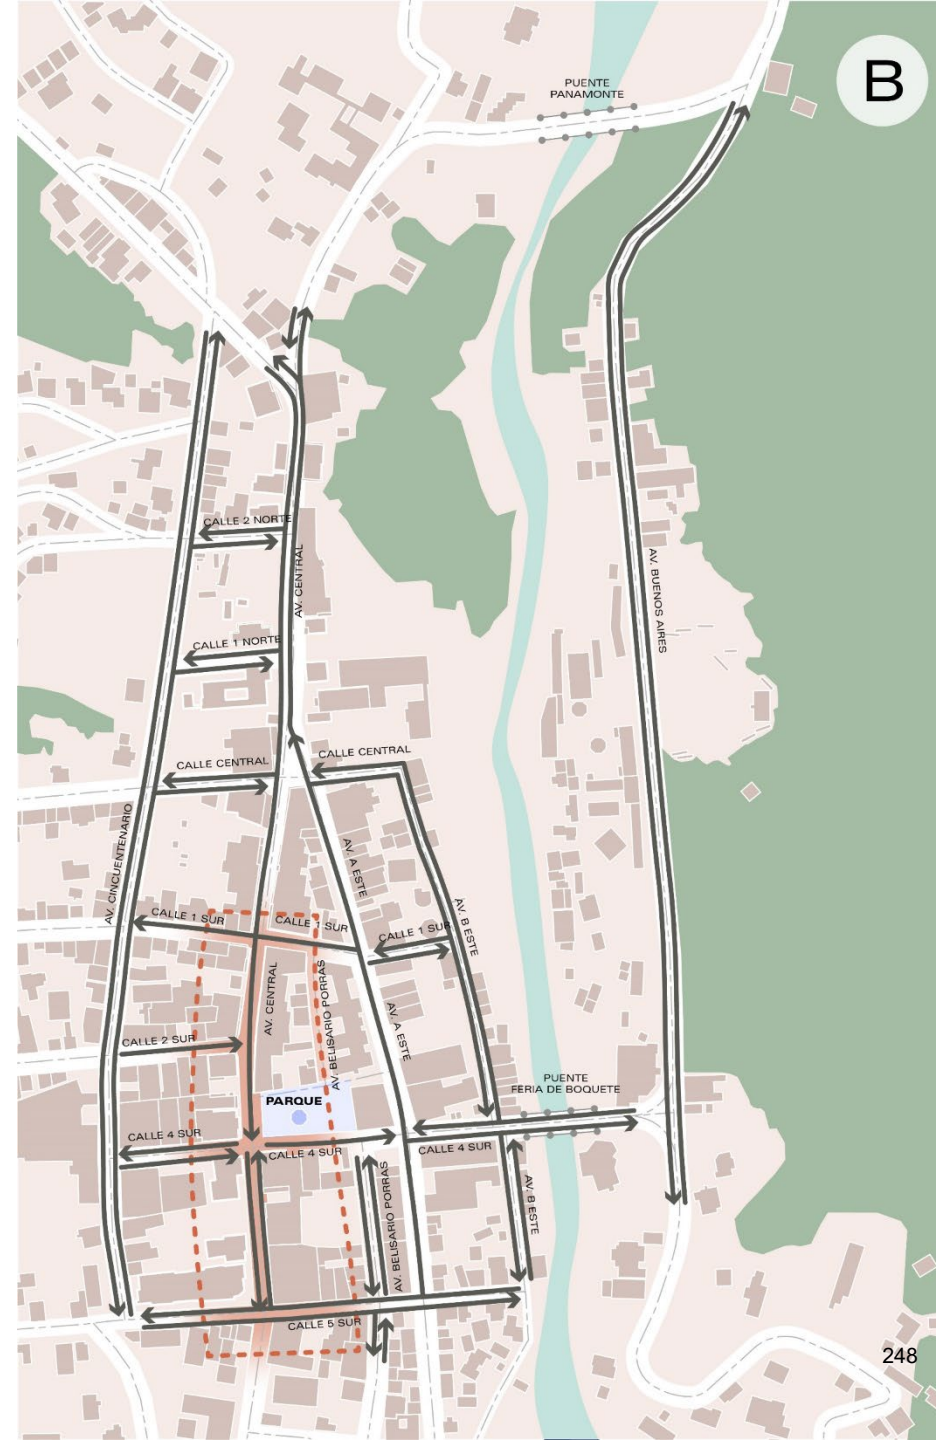 PUENTE
PANAMONTE
B
CALLE 2 NORTE
AV. CENTRAL
AV. BUENOS AIRES
CALLE 1 NORTE
CALLE CENTRAL
CALLE CENTRAL
AV. CINCUENTENARIO
AV. A ESTE
AV. B ESTE
CALLE 1 SUR
CALLE 1 SUR
CALLE 1 SUR
AV. CENTRAL
AV. BELISARIO PORRAS
AV. A ESTE
CALLE 2 SUR
PUENTE
FERIA DE BOQUETE
PARQUE
CALLE 4 SUR
CALLE 4 SUR
CALLE 4 SUR
AV. BELISARIO PORRAS
AV. B ESTE
CALLE 5 SUR
248